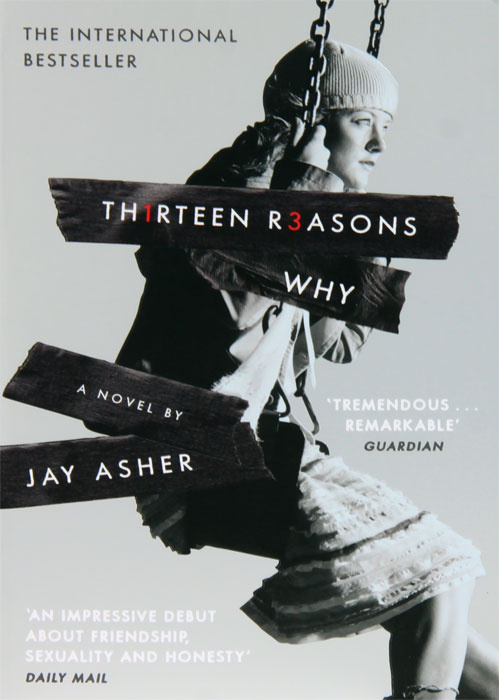 THE INTERNATIONAL
BESTSELLER
TH1RTEEN R3ASONS
WHY
A NOVEL BY
JAY ASHER
‘TREMENDOUS . . .
REMARKABLE’
GUARDIAN
‘AN IMPRESSIVE DEBUT
ABOUT FRIENDSHIP,
SEXUALITY AND HONESTY’
DAILY MAIL